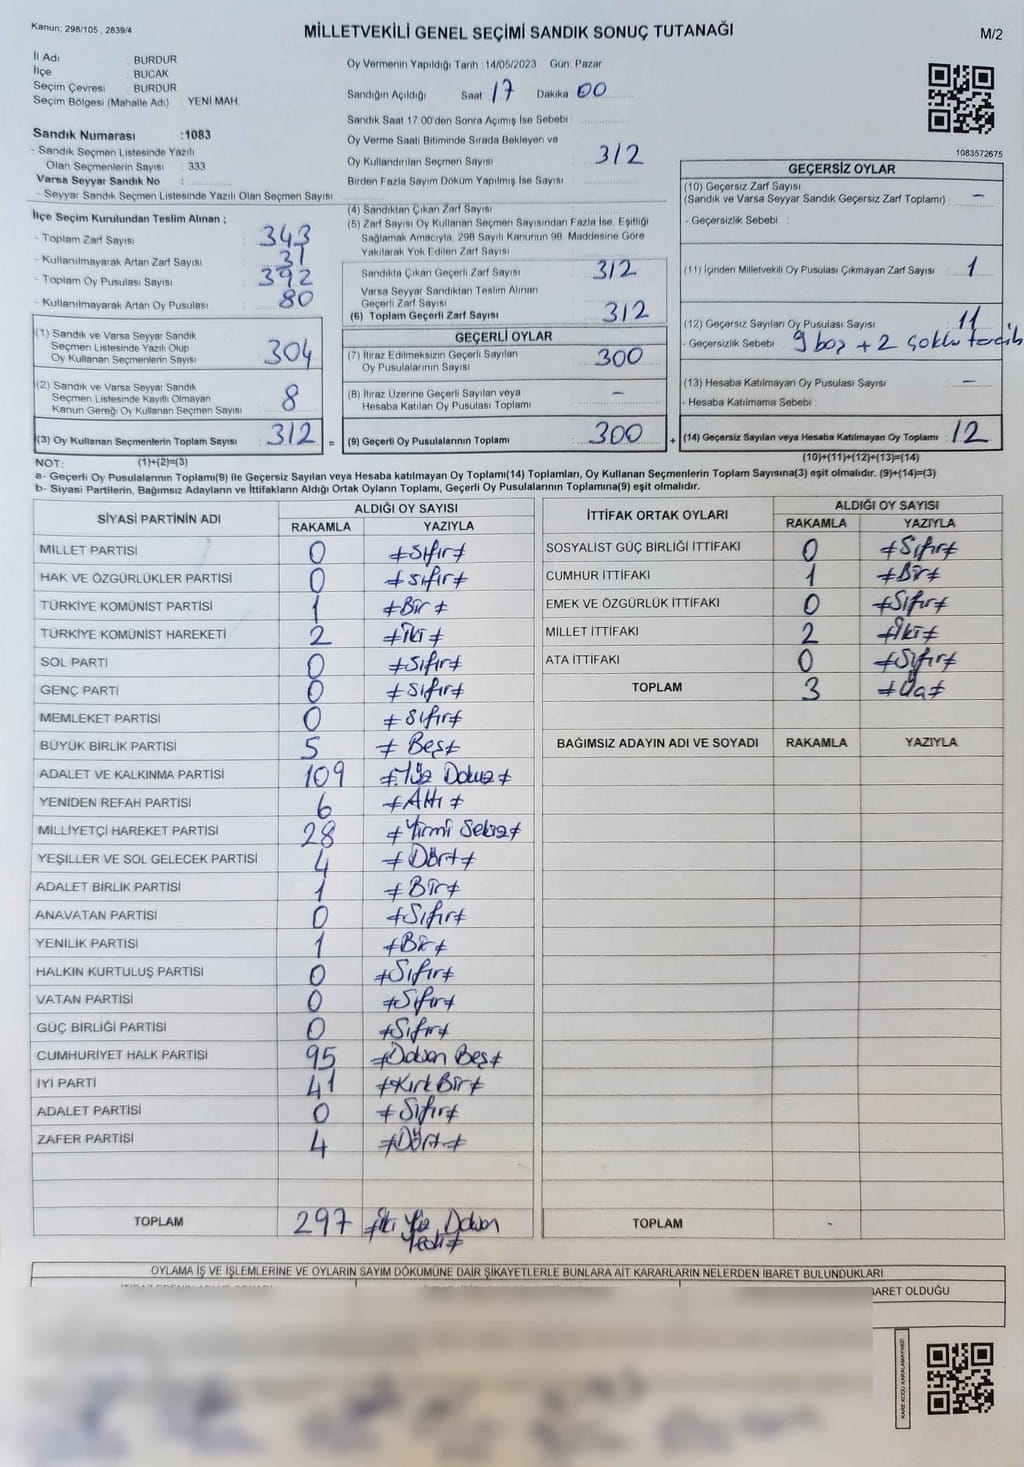 Kanun; 298/105 , 2839/4
MİLLETVEKİLİ GENEL SEÇİMİ SANDIK SONUÇ TUTANAĞI
M/2
İl Adı : BURDUR
İlçe : BUCAK
Seçim Çevresi : BURDUR
Seçim Bölgesi (Mahalle Adı) : YENİ MAH.
Sandık Numarası :1083
- Sandık Seçmen Listesinde Yazılı
Olan Seçmenlerin Sayısı : 333
Varsa Seyyar Sandık No :
- Seyyar Sandık Seçmen Listesinde Yazılı Olan Seçmen Sayısı :
İlçe Seçim Kurulundan Teslim Alınan ;
- Toplam Zarf Sayısı : 343
- Kullanılmayarak Artan Zarf Sayısı : 31
- Toplam Oy Pusulası Sayısı : 392
- Kullanılmayarak Artan Oy Pusulası : 80
Oy Vermenin Yapıldığı Tarih :14/05/2023 Gün: Pazar
Sandığın Açıldığı Saat 17 Dakika 00
Sandık Saat 17:00'den Sonra Açımış İse Sebebi :
Oy Verme Saati Bitiminde Sırada Bekleyen ve
Oy Kullandırılan Seçmen Sayısı : 312
Birden Fazla Sayım Döküm Yapılmış İse Sayısı :
(4) Sandıktan Çıkan Zarf Sayısı
(5) Zarf Sayısı Oy Kullanan Seçmen Sayısından Fazla İse, Eşitliği
Sağlamak Amacıyla, 298 Sayılı Kanunun 98. Maddesine Göre
Yakılarak Yok Edilen Zarf Sayısı
Sandıkta Çıkan Geçerli Zarf Sayısı : 312
Varsa Seyyar Sandıktan Teslim Alınan
Geçerli Zarf Sayısı :
(6) Toplam Geçerli Zarf Sayısı : 312
1083572675
GEÇERSİZ OYLAR
(10) Geçersiz Zarf Sayısı
(Sandık ve Varsa Seyyar Sandık Geçersiz Zarf Toplamı) : -
- Geçersizlik Sebebi :
(11) İçinden Milletvekili Oy Pusulası Çıkmayan Zarf Sayısı : 1
(12) Geçersiz Sayılan Oy Pusulası Sayısı : 11
- Geçersizlik Sebebi : 9 boş + 2 çoklu tercih
(13) Hesaba Katılmayan Oy Pusulası Sayısı : -
- Hesaba Katılmama Sebebi :
(1) Sandık ve Varsa Seyyar Sandık
Seçmen Listesinde Yazılı Olup
Oy Kullanan Seçmenlerin Sayısı : 304
(2) Sandık ve Varsa Seyyar Sandık
Seçmen Listesinde Kayıtlı Olmayan
Kanun Gereği Oy Kullanan Seçmen Sayısı : 8
GEÇERLİ OYLAR
(7) İtiraz Edilmeksizin Geçerli Sayılan
Oy Pusulalarının Sayısı : 300
(8) İtiraz Üzerine Geçerli Sayılan veya
Hesaba Katılan Oy Pusulası Toplamı : -
(3) Oy Kullanan Seçmenlerin Toplam Sayısı : 312 = (9) Geçerli Oy Pusulalarının Toplamı : 300 + (14) Geçersiz Sayılan veya Hesaba Katılmayan Oy Toplamı : 12
NOT: (1)+(2)=(3) (10)+(11)+(12)+(13)=(14)
a- Geçerli Oy Pusulalarının Toplamı(9) ile Geçersiz Sayılan veya Hesaba katılmayan Oy Toplamı(14) Toplamları, Oy Kullanan Seçmenlerin Toplam Sayısına(3) eşit olmalıdır. (9)+(14)=(3)
b- Siyasi Partilerin, Bağımsız Adayların ve İttifakların Aldığı Ortak Oyların Toplamı, Geçerli Oy Pusulalarının Toplamına(9) eşit olmalıdır.
SİYASİ PARTİNİN ADI ALDIĞI OY SAYISI
RAKAMLA YAZIYLA
MİLLET PARTİSİ 0 ≠Sıfır≠
HAK VE ÖZGÜRLÜKLER PARTİSİ 0 ≠Sıfır≠
TÜRKİYE KOMÜNİST PARTİSİ 1 ≠Bir≠
TÜRKİYE KOMÜNİST HAREKETİ 2 ≠İki≠
SOL PARTİ 0 ≠Sıfır≠
GENÇ PARTİ 0 ≠Sıfır≠
MEMLEKET PARTİSİ 0 ≠Sıfır≠
BÜYÜK BİRLİK PARTİSİ 5 ≠Beş≠
ADALET VE KALKINMA PARTİSİ 109 ≠Yüz Dokuz≠
YENİDEN REFAH PARTİSİ 6 ≠Altı≠
MİLLİYETÇİ HAREKET PARTİSİ 28 ≠Yirmi Sekiz≠
YEŞİLLER VE SOL GELECEK PARTİSİ 4 ≠Dört≠
ADALET BİRLİK PARTİSİ 1 ≠Bir≠
ANAVATAN PARTİSİ 0 ≠Sıfır≠
YENİLİK PARTİSİ 1 ≠Bir≠
HALKIN KURTULUŞ PARTİSİ 0 ≠Sıfır≠
VATAN PARTİSİ 0 ≠Sıfır≠
GÜÇ BİRLİĞİ PARTİSİ 0 ≠Sıfır≠
CUMHURİYET HALK PARTİSİ 95 ≠Doksan Beş≠
İYİ PARTİ 41 ≠Kırk Bir≠
ADALET PARTİSİ 0 ≠Sıfır≠
ZAFER PARTİSİ 4 ≠Dört≠
TOPLAM 297 ≠İki Yüz Doksan
Yedi≠
İTTİFAK ORTAK OYLARI ALDIĞI OY SAYISI
RAKAMLA YAZIYLA
SOSYALİST GÜÇ BİRLİĞİ İTTİFAKI 0 ≠Sıfır≠
CUMHUR İTTİFAKI 1 ≠Bir≠
EMEK VE ÖZGÜRLÜK İTTİFAKI 0 ≠Sıfır≠
MİLLET İTTİFAKI 2 ≠İki≠
ATA İTTİFAKI 0 ≠Sıfır≠
TOPLAM 3 ≠Üç≠
BAĞIMSIZ ADAYIN ADI VE SOYADI RAKAMLA YAZIYLA
TOPLAM -
OYLAMA İŞ VE İŞLEMLERİNE VE OYLARIN SAYIM DÖKÜMÜNE DAİR ŞİKAYETLERLE BUNLARA AİT KARARLARIN NELERDEN İBARET BULUNDUKLARI
BARET OLDUĞU
KARE KODU KARALAMAYINIZ!